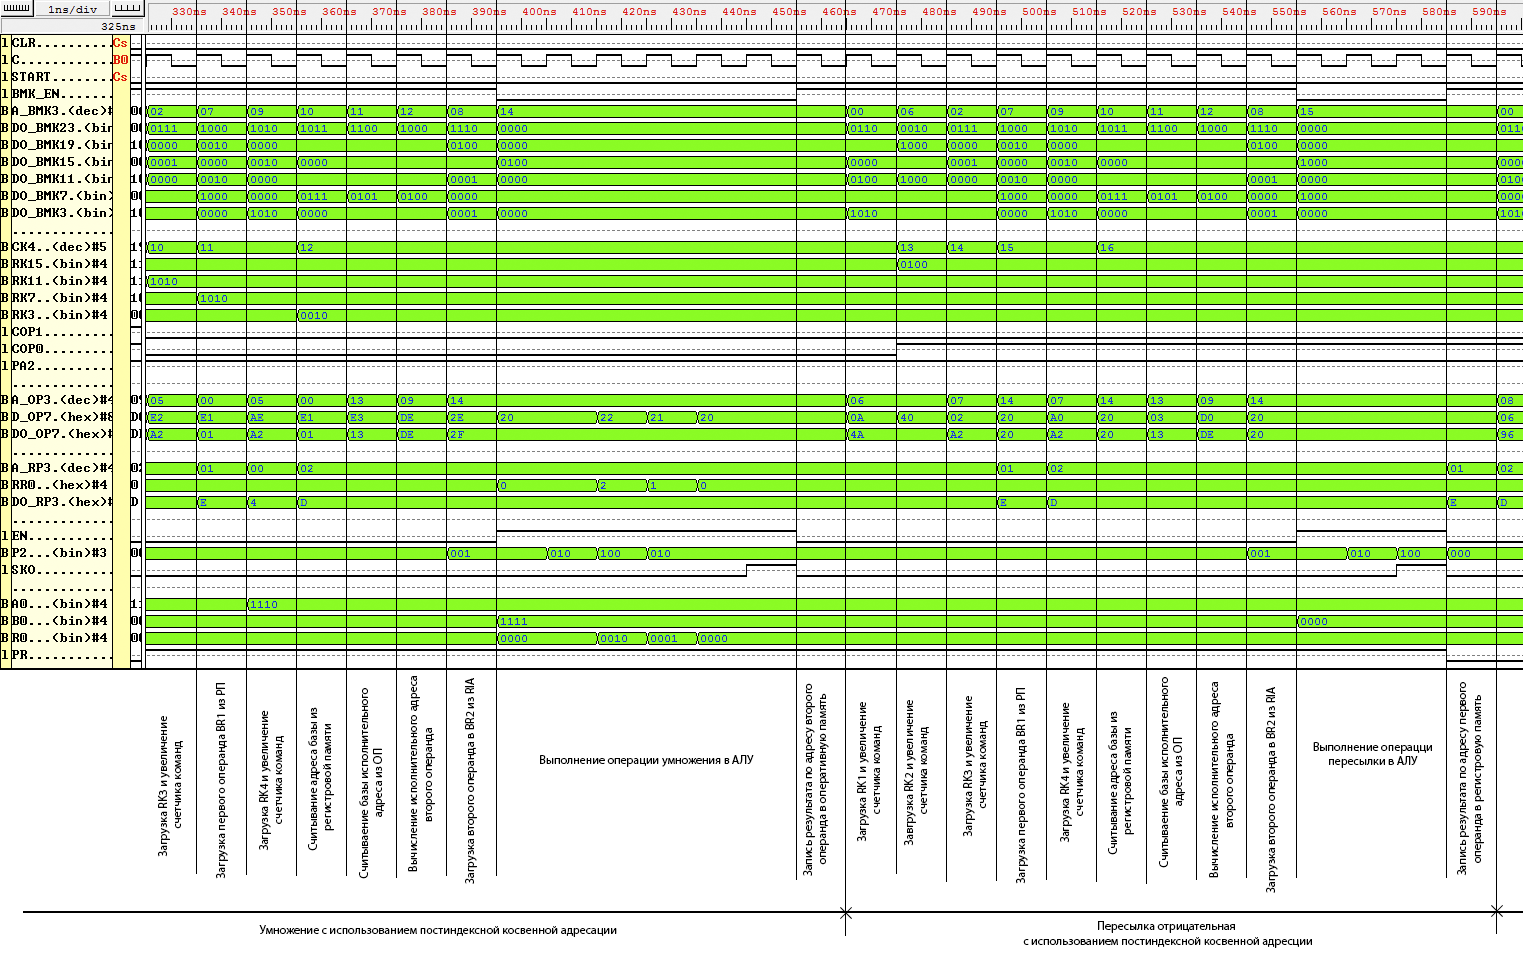 1ns/div
325ns
330ns 340ns 350ns 360ns 370ns 380ns 390ns 400ns 410ns 420ns 430ns 440ns 450ns 460ns 470ns 480ns 490ns 500ns 510ns 520ns 530ns 540ns 550ns 560ns 570ns 580ns 590ns
1 CLR.......... Cs
1 C............ B0
1 START........ Cs
1 BMK_EN.......
B A_BMK3.(dec)# 02 07 09 10 11 12 08 14 00 06 02 07 09 10 11 12 08 15 00
B DO_BMK23.(bin 0111 1000 1010 1011 1100 1000 1110 0000 0110 0010 0111 1000 1010 1011 1100 1000 1110 0000 011
B DO_BMK19.(bin 0000 0010 0000 0100 0000 1000 0000 0010 0000 0100 0000
B DO_BMK15.(bin 0001 0000 0010 0000 0100 0000 0001 0000 0010 0000 1000 000
B DO_BMK11.(bin 0000 0010 0000 0001 0000 0100 1000 0000 0010 0000 0001 0000 010
B DO_BMK7.(bin) 1000 0000 0111 0101 0100 0000 1000 0000 0111 0101 0100 0000 1000 000
B DO_BMK3.(bin) 0000 1010 0000 0001 0000 1010 0000 1010 0000 0001 0000 101
B CK4..(dec)#5 10 11 12 13 14 15 16
B RK15.(bin)#4 0100
B RK11.(bin)#4 1010
B RK7..(bin)#4 1010
B RK3..(bin)#4 0010
1 COP1.........
1 COP0.........
1 PA2..........
B A_OP3.(dec)#4 05 00 05 00 13 09 14 06 07 14 07 14 13 09 14 08
B D_OP7.(hex)#8 E2 E1 AE E1 E3 DE 2E 20 22 21 20 0A 40 02 20 A0 20 03 D0 20 06
B DO_OP7.(hex)# A2 01 A2 01 13 DE 2F 4A A2 20 A2 20 13 DE 20 96
B A_RP3.(dec)#4 01 00 02 01 02 01 02
B RR0..(hex)#4 0 0 2 1 0
B DO_RP3.(hex)# D E 4 D E D E D
1 EN...........
B P2...(bin)#3 001 010 100 010 001 010 100 000
1 SKO..........
B A0...(bin)#4 1110
B B0...(bin)#4 1111 0000
B R0...(bin)#4 0000 0010 0001 0000
1 PR...........
Загрузка RK3 и увеличение
счетчика команд
Загрузка первого операнда BR1 из РП
Загрузка RK4 и увеличение
счетчика команд
Считывание адреса базы из
регистровой памяти
Считываение базы исполнительного
адреса из ОП
Вычисление исполнительного адреса
второго операнда
Загрузка второго операнда в BR2 из RIA
Выполнение операции умножения в АЛУ
Запись результата по адресу второго
операнда в оперативную память
Загрузка RK1 и увеличение
счетчика команд
Завгрузка RK2 и увеличение
счетчика команд
Загрузка RK3 и увеличение
счетчика команд
Загрузка первого операнда BR1 из РП
Загрузка RK4 и увеличение
счетчика команд
Считывание адреса базы из
регистровой памяти
Считываение базы исполнительного
адреса из ОП
Вычисление исполнительного адреса
второго операнда
Загрузка второго операнда в BR2 из RIA
Выполнение операцци
пересылки в АЛУ
Запись результата по адресу первого
операнда в регистровую память
Умножение с использованием постиндексной косвенной адресации
Пересылка отрицательная
с использованием постиндексной косвенной адресции